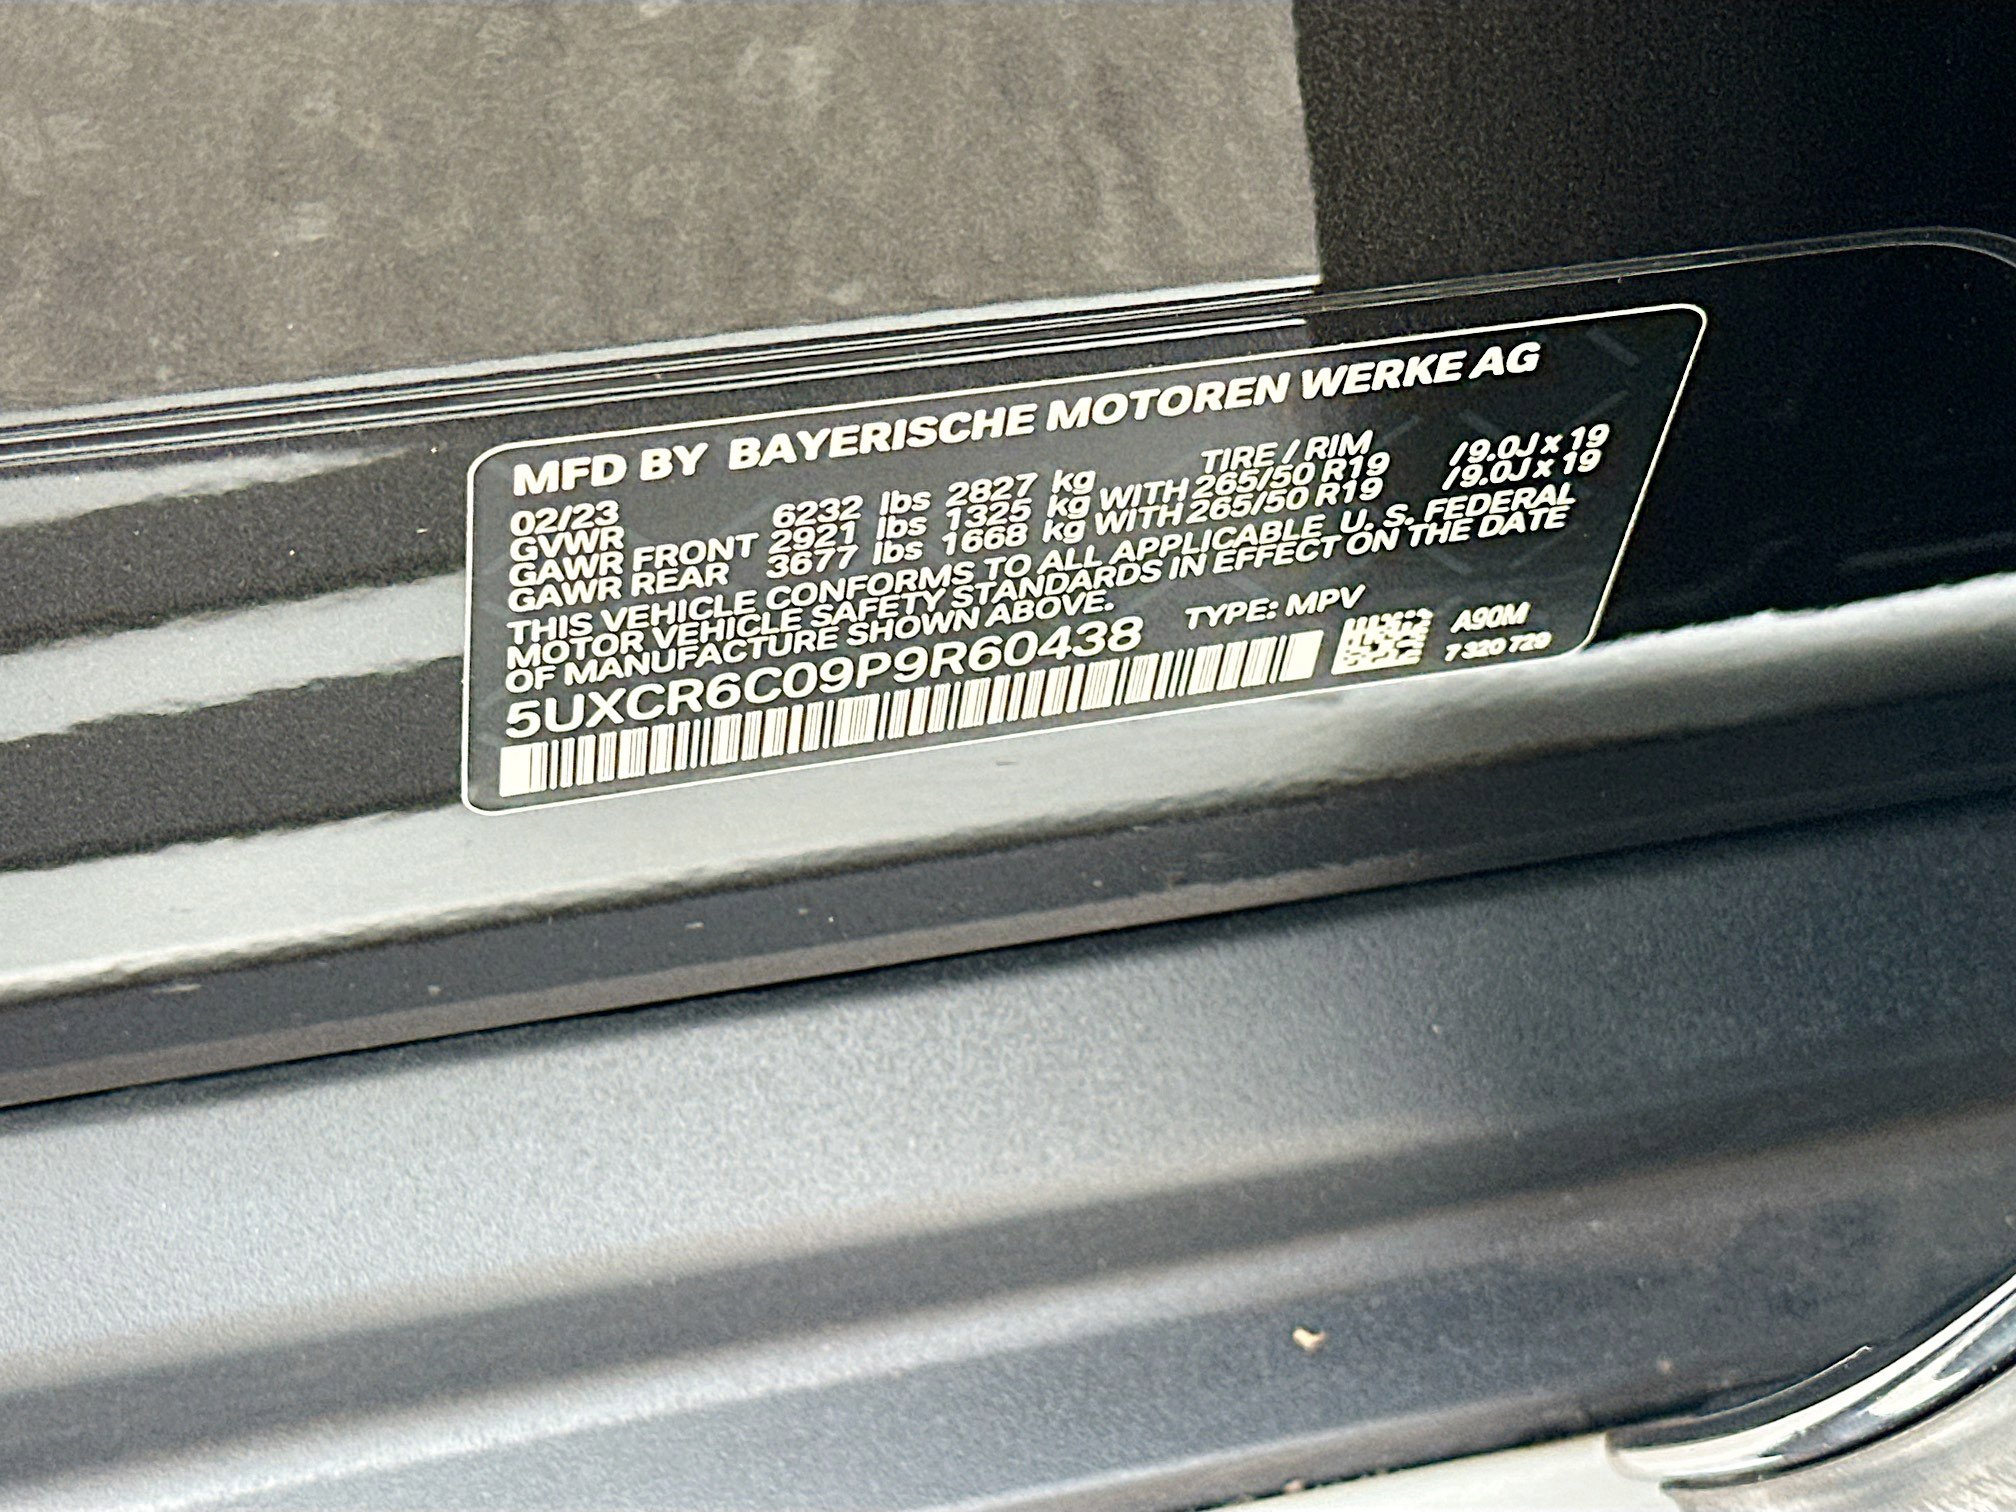 MFD BY BAYERISCHE MOTOREN WERKE AG
02/23 TIRE / RIM
GVWR 6232 lbs 2827 kg
GAWR FRONT 2921 lbs 1325 kg WITH 265/50 R19 /9.0J x 19
GAWR REAR 3677 lbs 1668 kg WITH 265/50 R19 /9.0J x 19
THIS VEHICLE CONFORMS TO ALL APPLICABLE U. S. FEDERAL
MOTOR VEHICLE SAFETY STANDARDS IN EFFECT ON THE DATE
OF MANUFACTURE SHOWN ABOVE.
5UXCR6C09P9R60438 TYPE: MPV
A90M
7 320 729